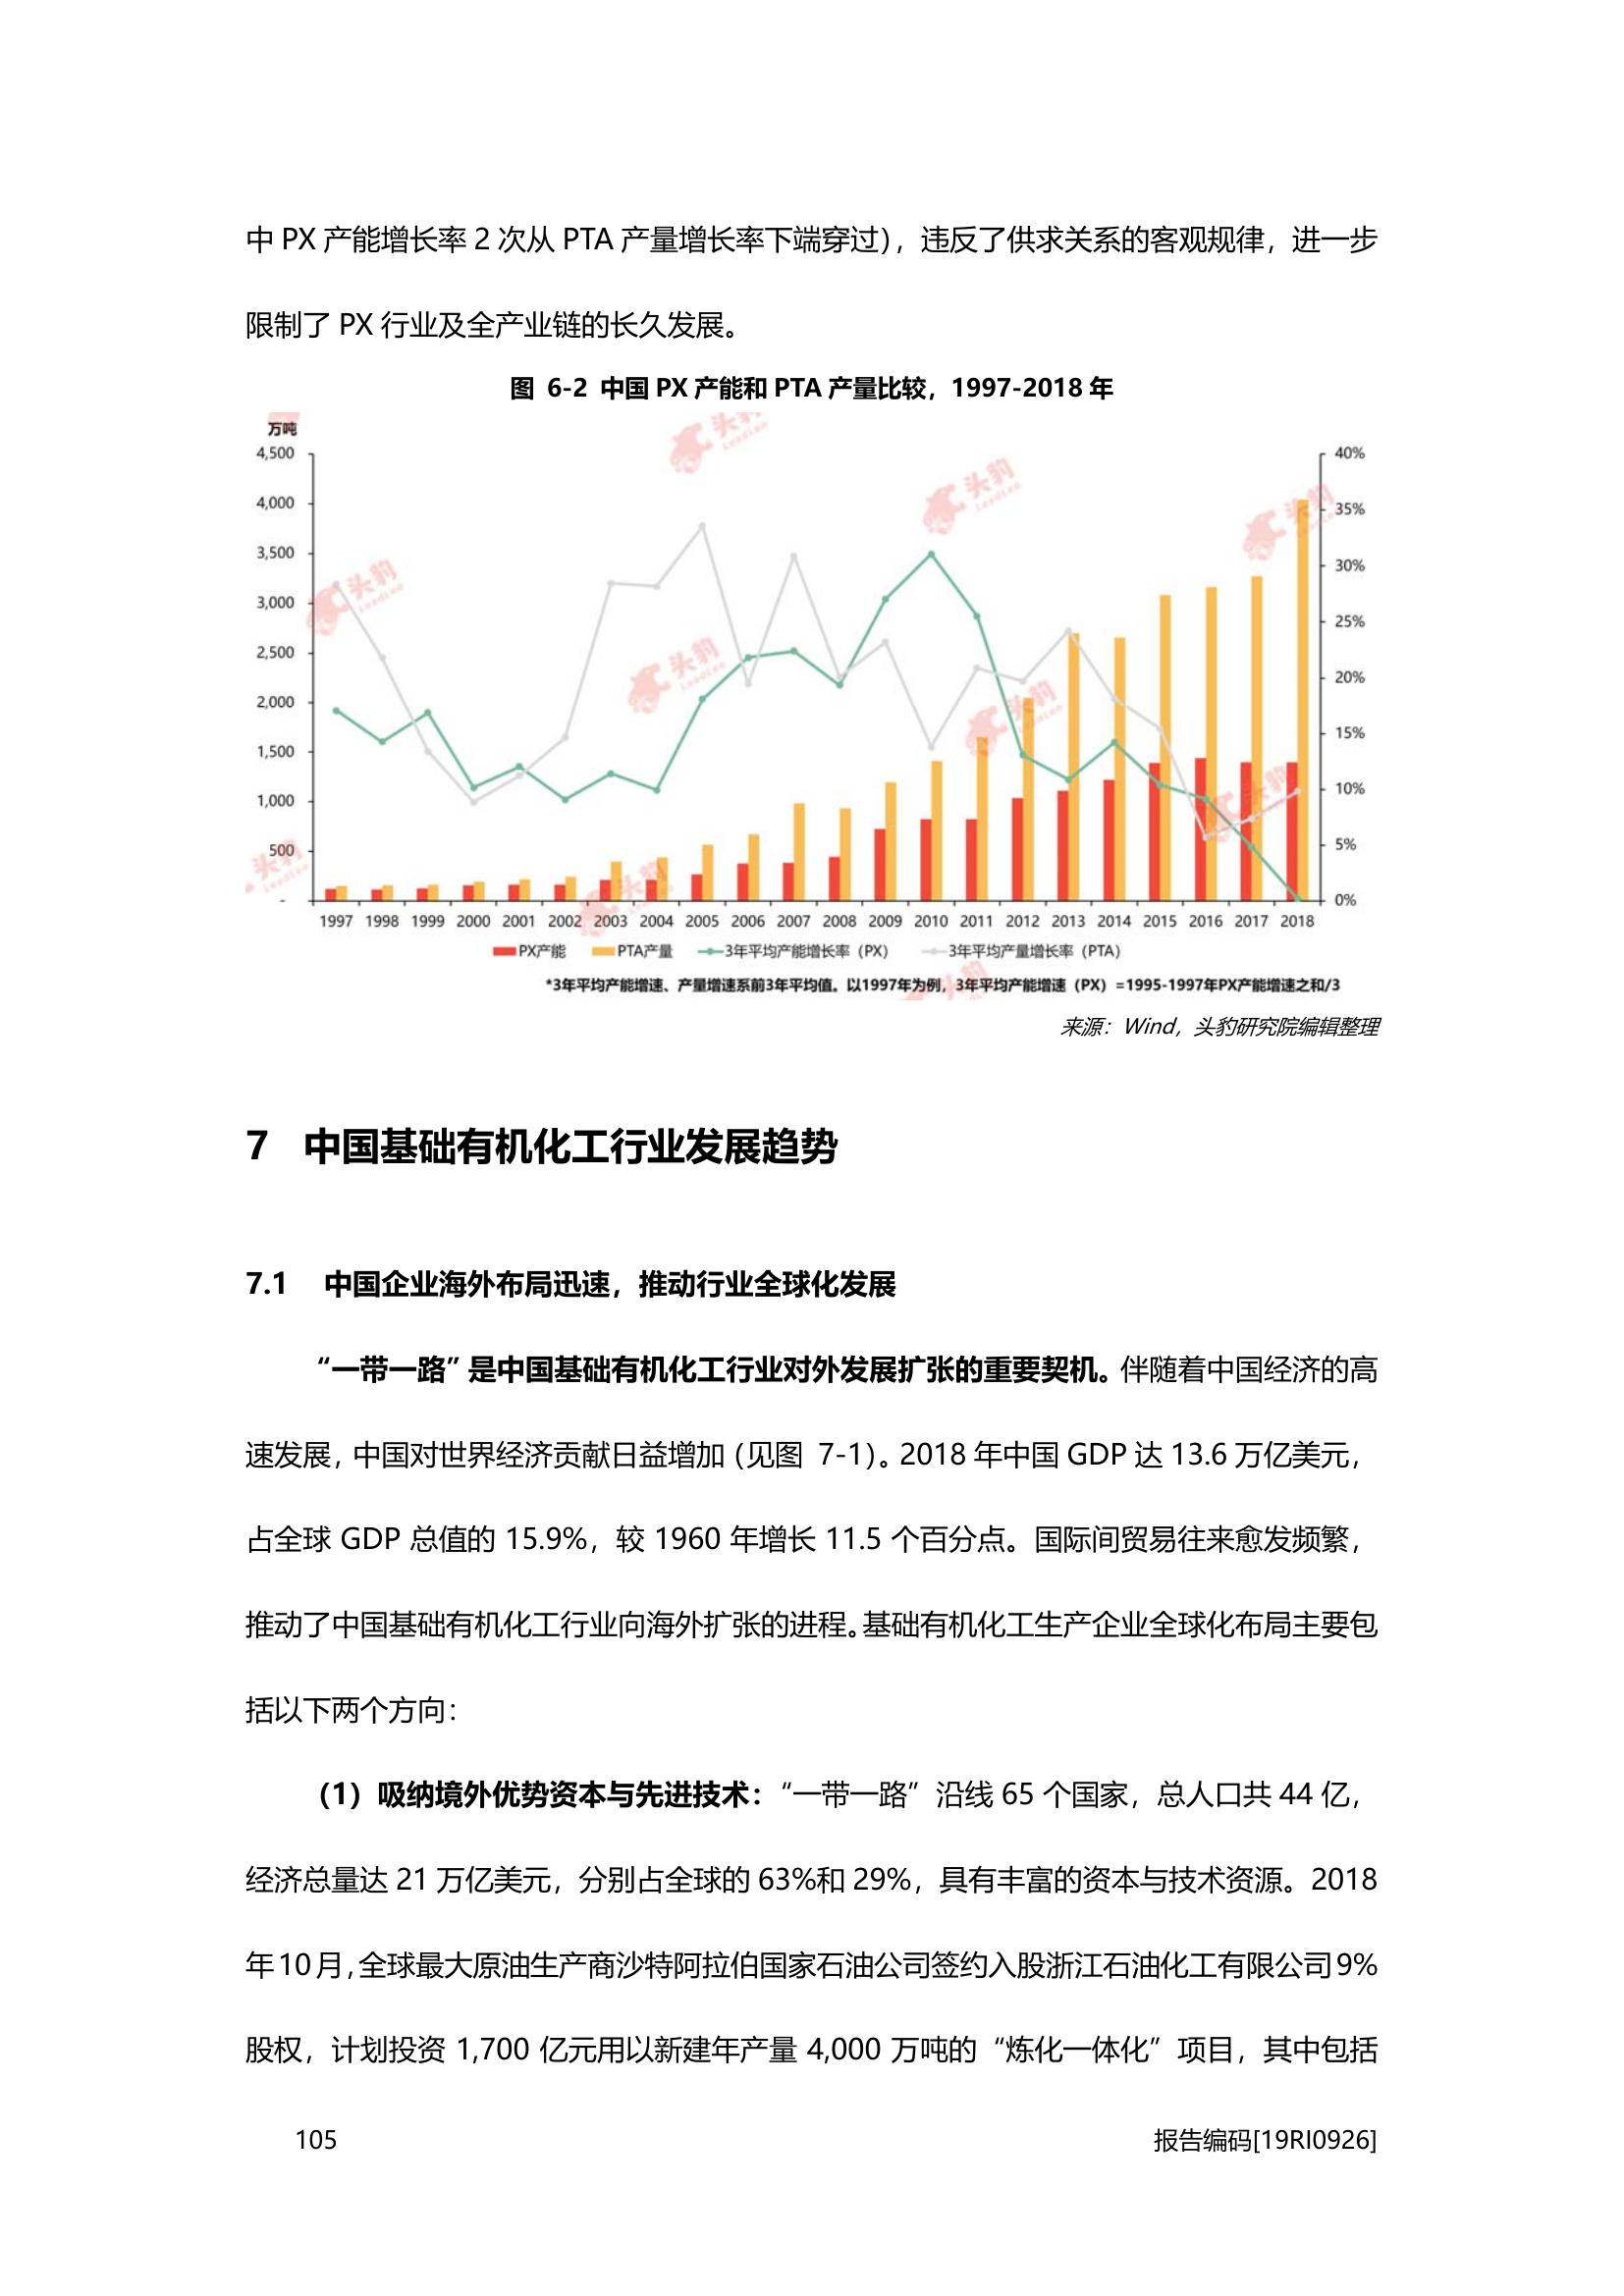 中 PX 产能增长率 2 次从 PTA 产量增长率下端穿过），违反了供求关系的客观规律，进一步
限制了 PX 行业及全产业链的长久发展。
图 6-2 中国 PX 产能和 PTA 产量比较，1997-2018 年
万吨
4,500 40%
4,000 35%
3,500 30%
3,000 25%
2,500 20%
2,000 15%
1,500 10%
1,000 5%
500 0%
-
1997 1998 1999 2000 2001 2002 2003 2004 2005 2006 2007 2008 2009 2010 2011 2012 2013 2014 2015 2016 2017 2018
PX产能 PTA产量 3年平均产能增长率（PX） 3年平均产量增长率（PTA）
*3年平均产能增速、产量增速系前3年平均值。以1997年为例，3年平均产能增速（PX）=1995-1997年PX产能增速之和/3
头豹
LeadLeo
来源：Wind，头豹研究院编辑整理
7 中国基础有机化工行业发展趋势
7.1 中国企业海外布局迅速，推动行业全球化发展
“一带一路”是中国基础有机化工行业对外发展扩张的重要契机。伴随着中国经济的高
速发展，中国对世界经济贡献日益增加（见图 7-1）。2018 年中国 GDP 达 13.6 万亿美元，
占全球 GDP 总值的 15.9%，较 1960 年增长 11.5 个百分点。国际间贸易往来愈发频繁，
推动了中国基础有机化工行业向海外扩张的进程。基础有机化工生产企业全球化布局主要包
括以下两个方向：
（1）吸纳境外优势资本与先进技术：“一带一路”沿线 65 个国家，总人口共 44 亿，
经济总量达 21 万亿美元，分别占全球的 63%和 29%，具有丰富的资本与技术资源。2018
年 10 月，全球最大原油生产商沙特阿拉伯国家石油公司签约入股浙江石油化工有限公司 9%
股权，计划投资 1,700 亿元用以新建年产量 4,000 万吨的“炼化一体化”项目，其中包括
105 报告编码[19RI0926]